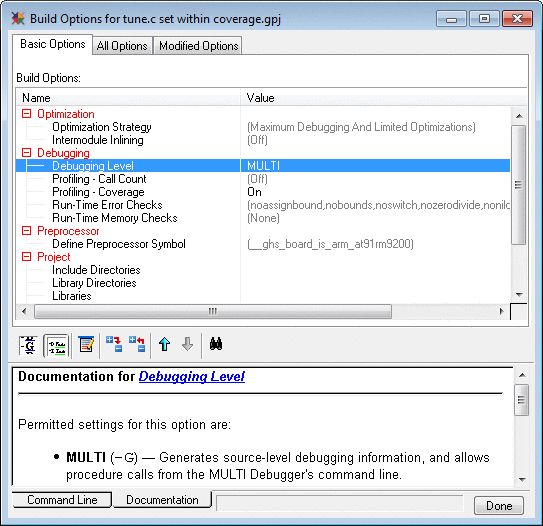 Build Options for tune.c set within coverage.gpj
Basic Options All Options Modified Options
Build Options:
Name Value
Optimization
Optimization Strategy (Maximum Debugging And Limited Optimizations)
Intermodule Inlining (Off)
Debugging
Debugging Level MULTI
Profiling - Call Count (Off)
Profiling - Coverage On
Run-Time Error Checks (noassignbound,nobounds,noswitch,nozerodivide,nonilc
Run-Time Memory Checks (None)
Preprocessor
Define Preprocessor Symbol (__ghs_board_is_arm_at91rm9200)
Project
Include Directories
Library Directories
Libraries
Documentation for Debugging Level
Permitted settings for this option are:
• MULTI (−G) — Generates source-level debugging information, and allows
procedure calls from the MULTI Debugger's command line.
Command Line Documentation
Done